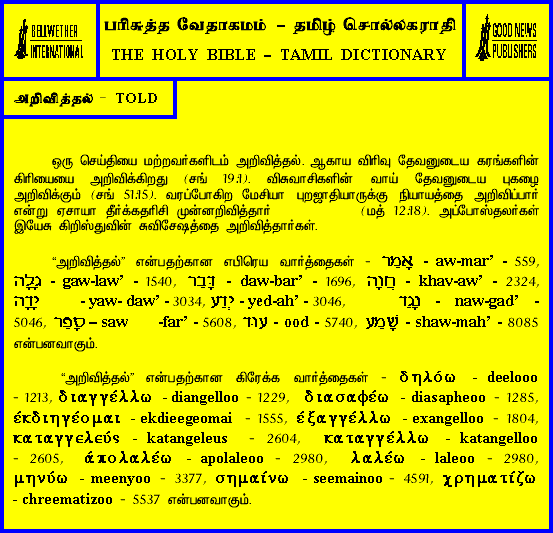 BELLWETHER
INTERNATIONAL
பரிசுத்த வேதாகமம் – தமிழ் சொல்லகராதி
THE HOLY BIBLE – TAMIL DICTIONARY
GOOD NEWS
PUBLISHERS
அறிவித்தல் – TOLD
ஒரு செய்தியை மற்றவர்களிடம் அறிவித்தல். ஆகாய விரிவு தேவனுடைய கரங்களின்
கிரியையை அறிவிக்கிறது (சங் 19:1). விசுவாசிகளின் வாய் தேவனுடைய புகழை
அறிவிக்கும் (சங் 51:15). வரப்போகிற மேசியா புறஜாதியாருக்கு நியாயத்தை அறிவிப்பார்
என்று ஏசாயா தீர்க்கதரிசி முன்னறிவித்தார் (மத் 12:18). அப்போஸ்தலர்கள்
இயேசு கிறிஸ்துவின் சுவிசேஷத்தை அறிவித்தார்கள்.
“அறிவித்தல்” என்பதற்கான எபிரெய வார்த்தைகள் - אָמַר - aw-mar’ - 559,
גָּלָה - gaw-law’ - 1540, דָּבַר - daw-bar’ - 1696, חָוָה - khav-aw’ - 2324,
יָדָה - yaw- daw’ - 3034, יְדַע - yed-ah’ - 3046, נָגַד - naw-gad’ -
5046, סָפַר – saw -far’ - 5608, עוּד - ood - 5740, שָׁמַע - shaw-mah’ - 8085
என்பனவாகும்.
“அறிவித்தல்” என்பதற்கான கிரேக்க வார்த்தைகள் - δηλόω - deelooo
- 1213, διαγγέλλω - diangelloo - 1229, διασαφέω - diasapheoo - 1285,
ἐκδιηγέομαι - ekdieegeomai - 1555, ἐξαγγέλλω - exangelloo - 1804,
καταγγελεύς - katangeleus - 2604, καταγγέλλω - katangelloo
- 2605, ἀπολαλέω - apolaleoo - 2980, λαλέω - laleoo - 2980,
μηνύω - meenyoo - 3377, σημαίνω - seemainoo - 4591, χρηματίζω
- chreematizoo - 5537 என்பனவாகும்.